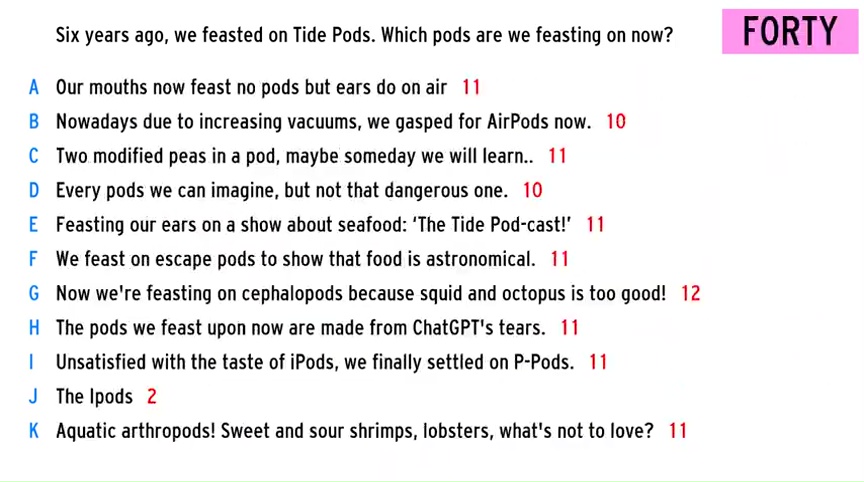 Six years ago, we feasted on Tide Pods. Which pods are we feasting on now?
FORTY
A Our mouths now feast no pods but ears do on air 11
B Nowadays due to increasing vacuums, we gasped for AirPods now. 10
C Two modified peas in a pod, maybe someday we will learn.. 11
D Every pods we can imagine, but not that dangerous one. 10
E Feasting our ears on a show about seafood: ‘The Tide Pod-cast!’ 11
F We feast on escape pods to show that food is astronomical. 11
G Now we're feasting on cephalopods because squid and octopus is too good! 12
H The pods we feast upon now are made from ChatGPT's tears. 11
I Unsatisfied with the taste of iPods, we finally settled on P-Pods. 11
J The Ipods 2
K Aquatic arthropods! Sweet and sour shrimps, lobsters, what's not to love? 11